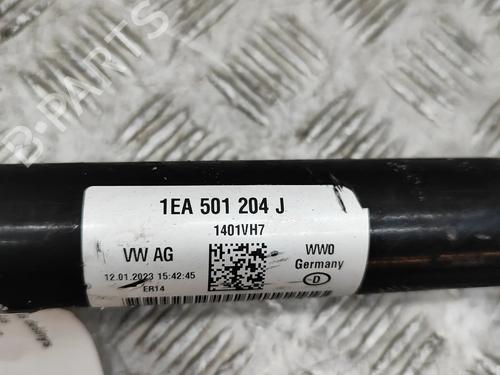 B-PARTS
1EA 501 204 J
1401VH7
VW AG
WW0
Germany
12.01.2023 15:42:45
D
ER14